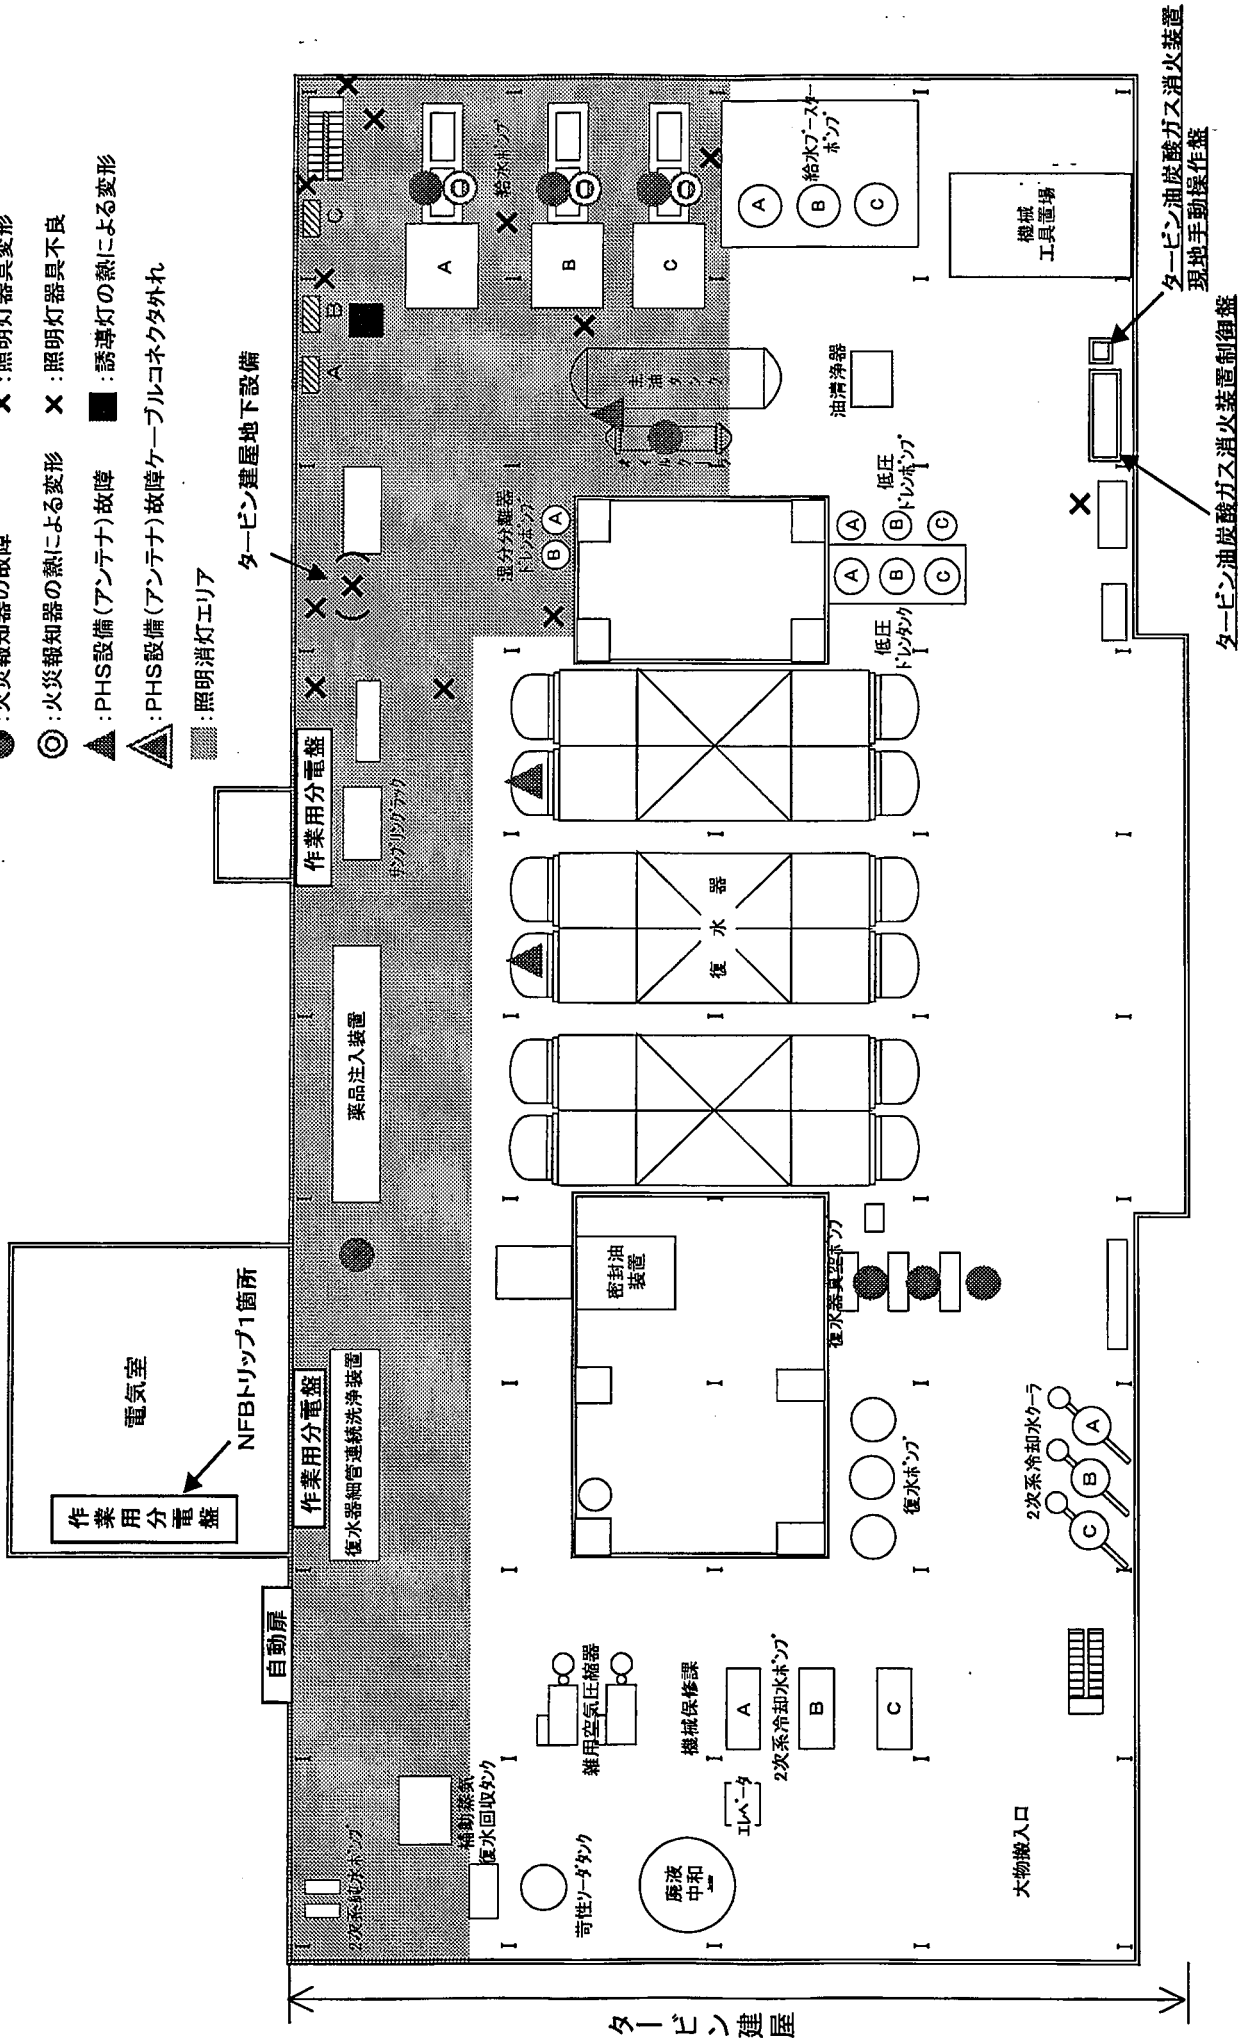 :火災報知器の故障
×:照明灯器具変形
:火災報知器の熱による変形
×:照明灯器具不良
:PHS設備(アンテナ)故障
:誘導灯の熱による変形
:PHS設備(アンテナ)故障ケーブルコネクタ外れ
:照明消灯エリア
タービン建屋地下設備
電気室
作業用分電盤
NFBトリップ1箇所
自動扉
作業用分電盤
作業用分電盤
2次系純水ポンプ
補助蒸気
復水回収タンク
復水器細管連続洗浄装置
薬品注入装置
サンプリングラック
A
B
C
苛性ソーダタンク
雑用空気圧縮器
密封油
装置
湿分分離器
ドレンポンプ
B
A
主油タンク
オイルクーラ
A
B
C
給水ポンプ
廃液
中和
エレベータ
機械保修課
2次系冷却水ポンプ
A
B
C
復水ポンプ
復水器真空ポンプ
復水器
低圧
ドレンタンク
A
B
C
低圧
ドレンポンプ
A
B
C
油清浄器
給水ブースター
ポンプ
A
B
C
機械
工具置場
大物搬入口
2次系冷却水クーラ
C
B
A
タービン油炭酸ガス消火装置制御盤
タービン油炭酸ガス消火装置
現地手動操作盤
タービン建屋